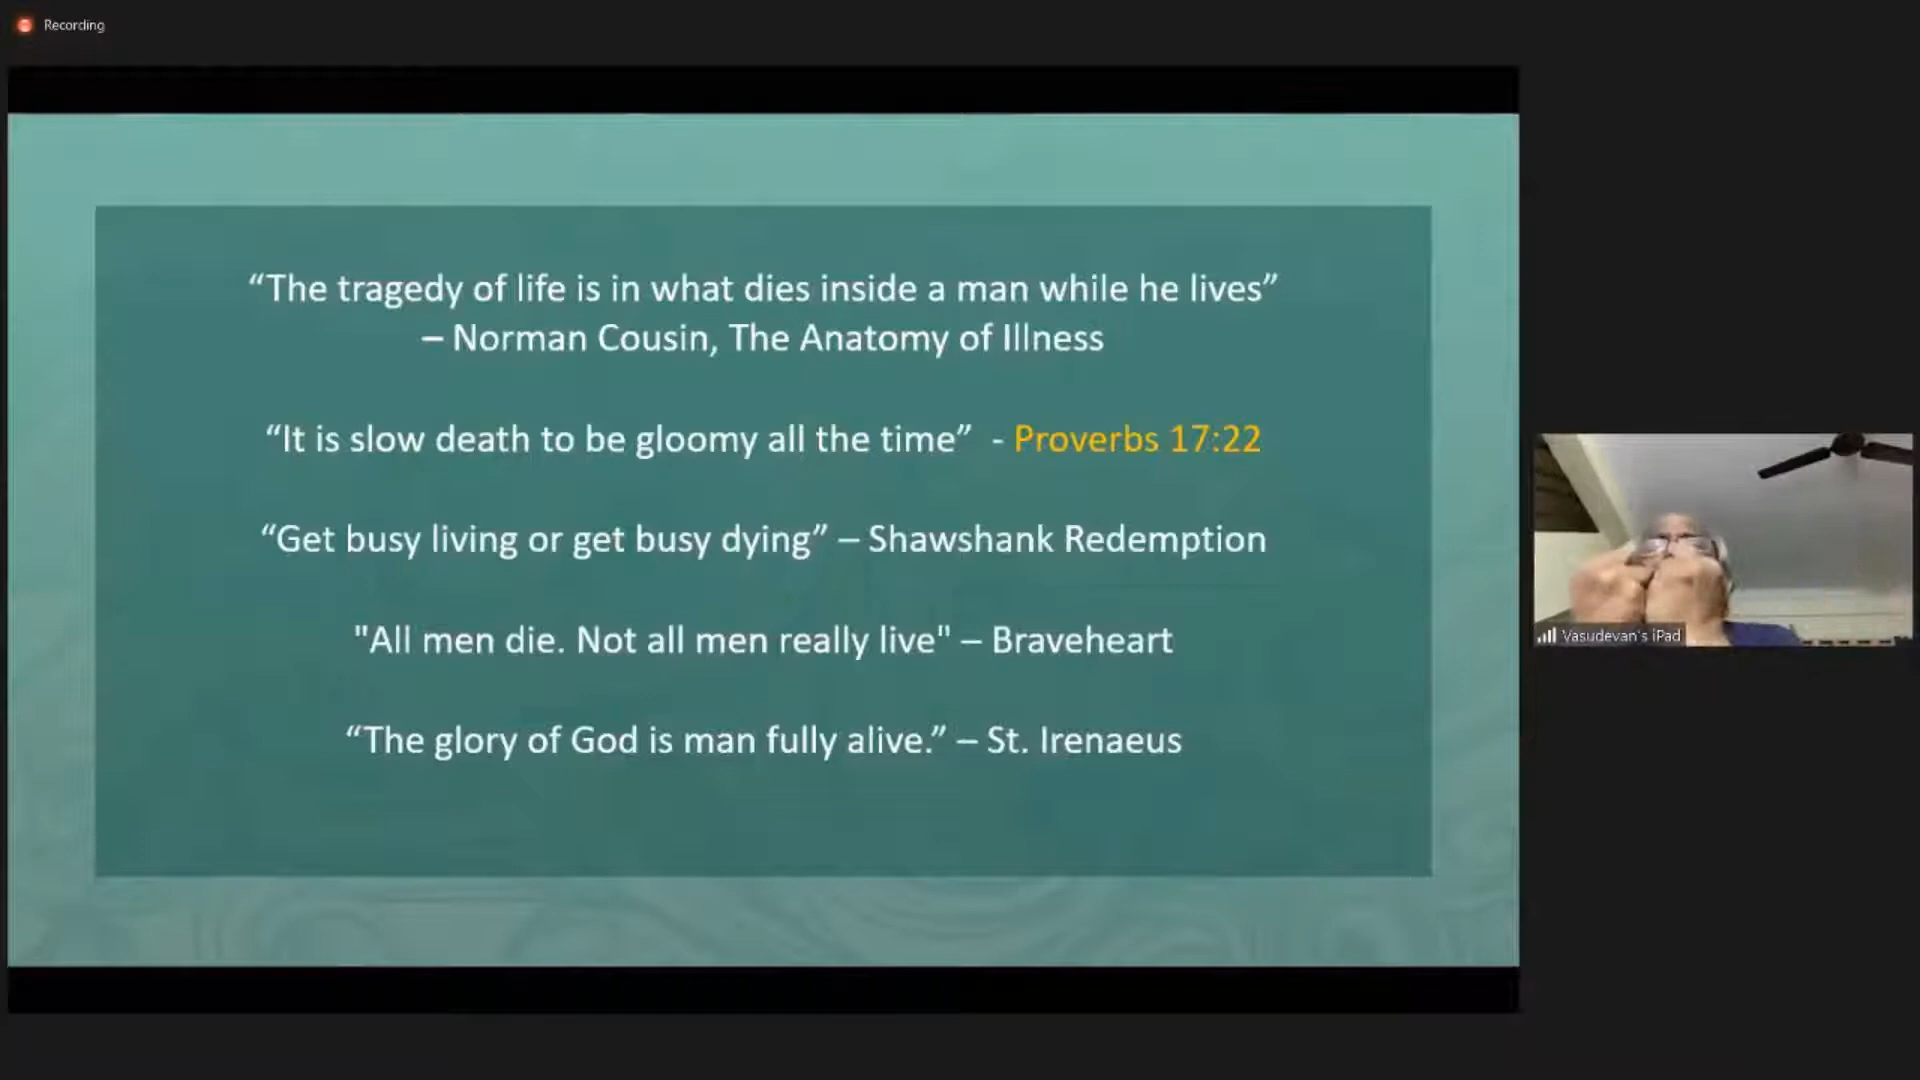 Recording
“The tragedy of life is in what dies inside a man while he lives”
– Norman Cousin, The Anatomy of Illness
“It is slow death to be gloomy all the time” - Proverbs 17:22
“Get busy living or get busy dying” – Shawshank Redemption
"All men die. Not all men really live" – Braveheart
“The glory of God is man fully alive.” – St. Irenaeus
Vasudevan's iPad